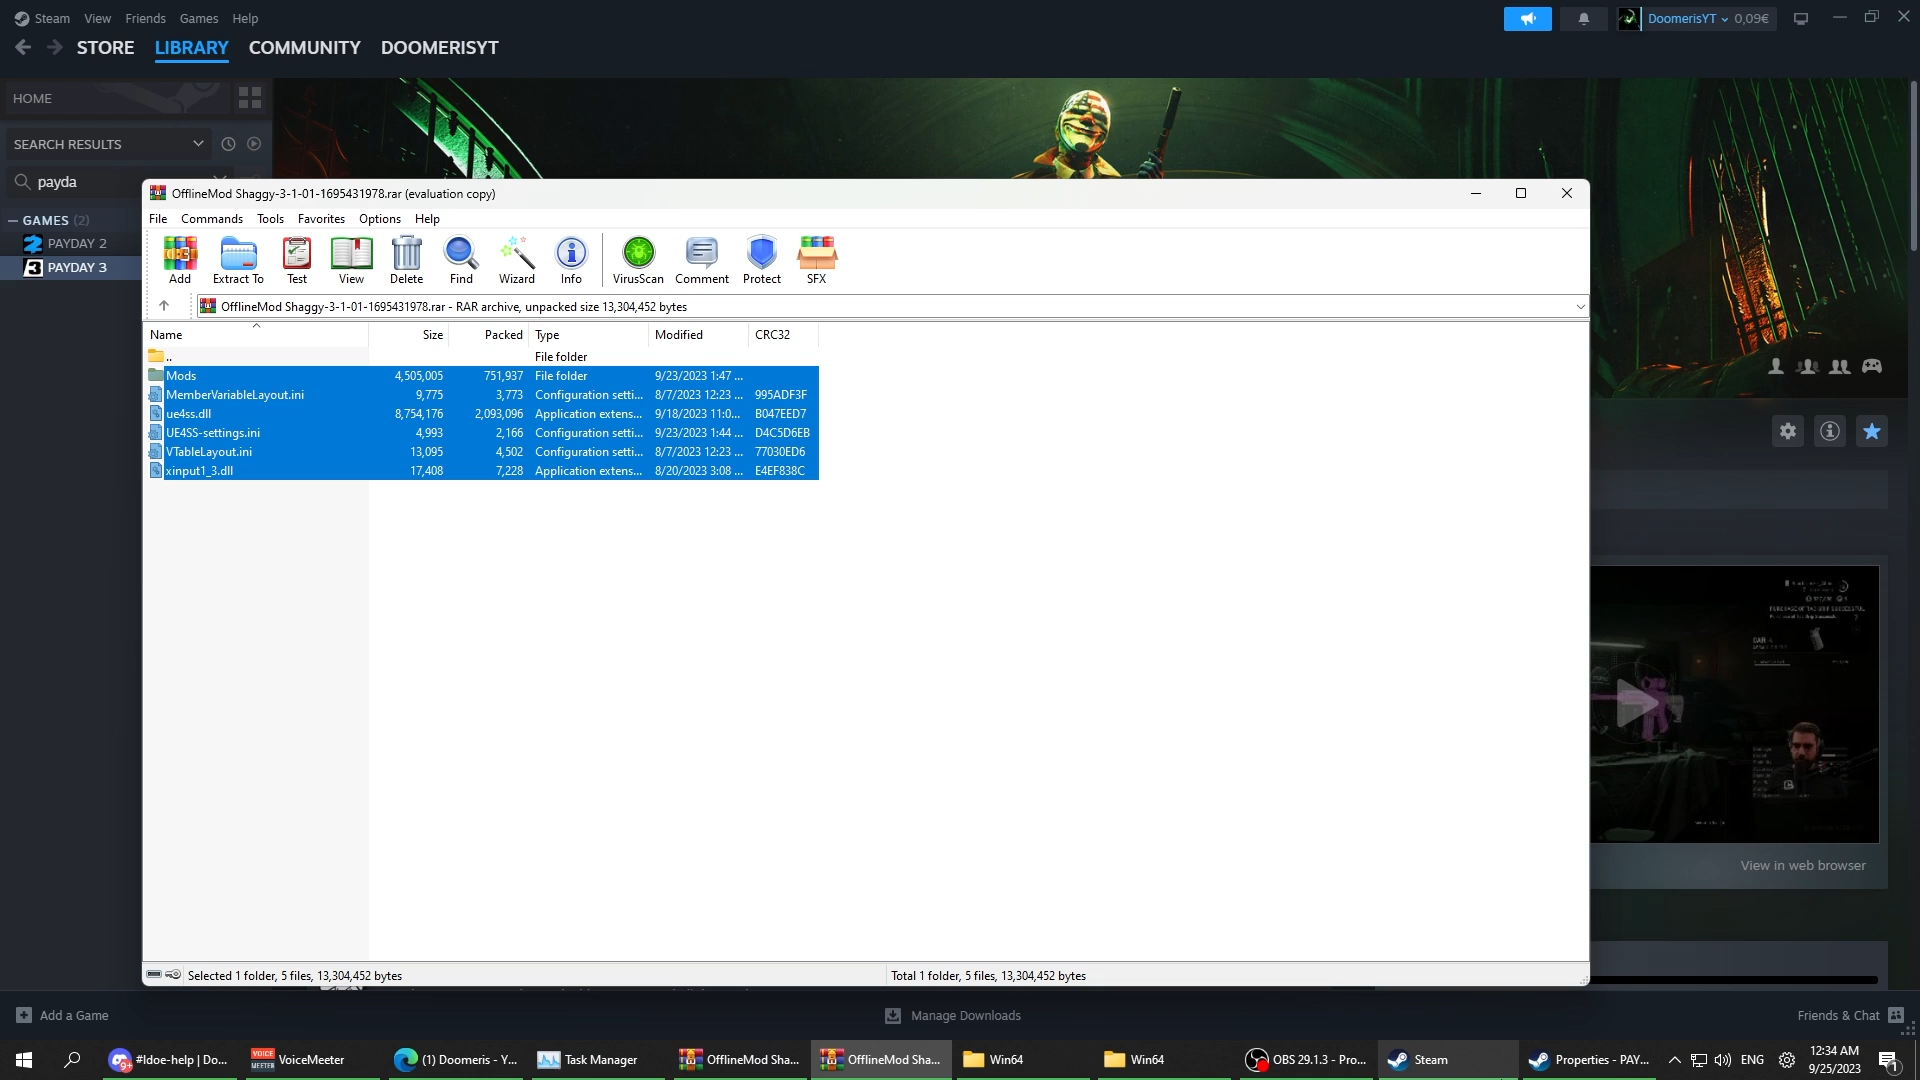 Steam View Friends Games Help
DoomerisYT 0,09€
STORE LIBRARY COMMUNITY DOOMERISYT
HOME
SEARCH RESULTS
payda
GAMES (2)
PAYDAY 2
PAYDAY 3
OfflineMod Shaggy-3-1-01-1695431978.rar (evaluation copy)
File Commands Tools Favorites Options Help
Add Extract To Test View Delete Find Wizard Info VirusScan Comment Protect SFX
OfflineMod Shaggy-3-1-01-1695431978.rar - RAR archive, unpacked size 13,304,452 bytes
Name Size Packed Type Modified CRC32
.. File folder
Mods 4,505,005 751,937 File folder 9/23/2023 1:47 ...
MemberVariableLayout.ini 9,775 3,773 Configuration setti... 8/7/2023 12:23 ... 995ADF3F
ue4ss.dll 8,754,176 2,093,096 Application extens... 9/18/2023 11:0... B047EED7
UE4SS-settings.ini 4,993 2,166 Configuration setti... 9/23/2023 1:44 ... D4C5D6EB
VTableLayout.ini 13,095 4,502 Configuration setti... 8/7/2023 12:23 ... 77030ED6
xinput1_3.dll 17,408 7,228 Application extens... 8/20/2023 3:08 ... E4EF838C
View in web browser
Selected 1 folder, 5 files, 13,304,452 bytes
Total 1 folder, 5 files, 13,304,452 bytes
Add a Game
Manage Downloads
Friends & Chat
#ldoe-help | Do... VoiceMeeter (1) Doomeris - Y... Task Manager OfflineMod Sha... OfflineMod Sha... Win64 Win64 OBS 29.1.3 - Pro... Steam Properties - PAY... ENG
12:34 AM
9/25/2023